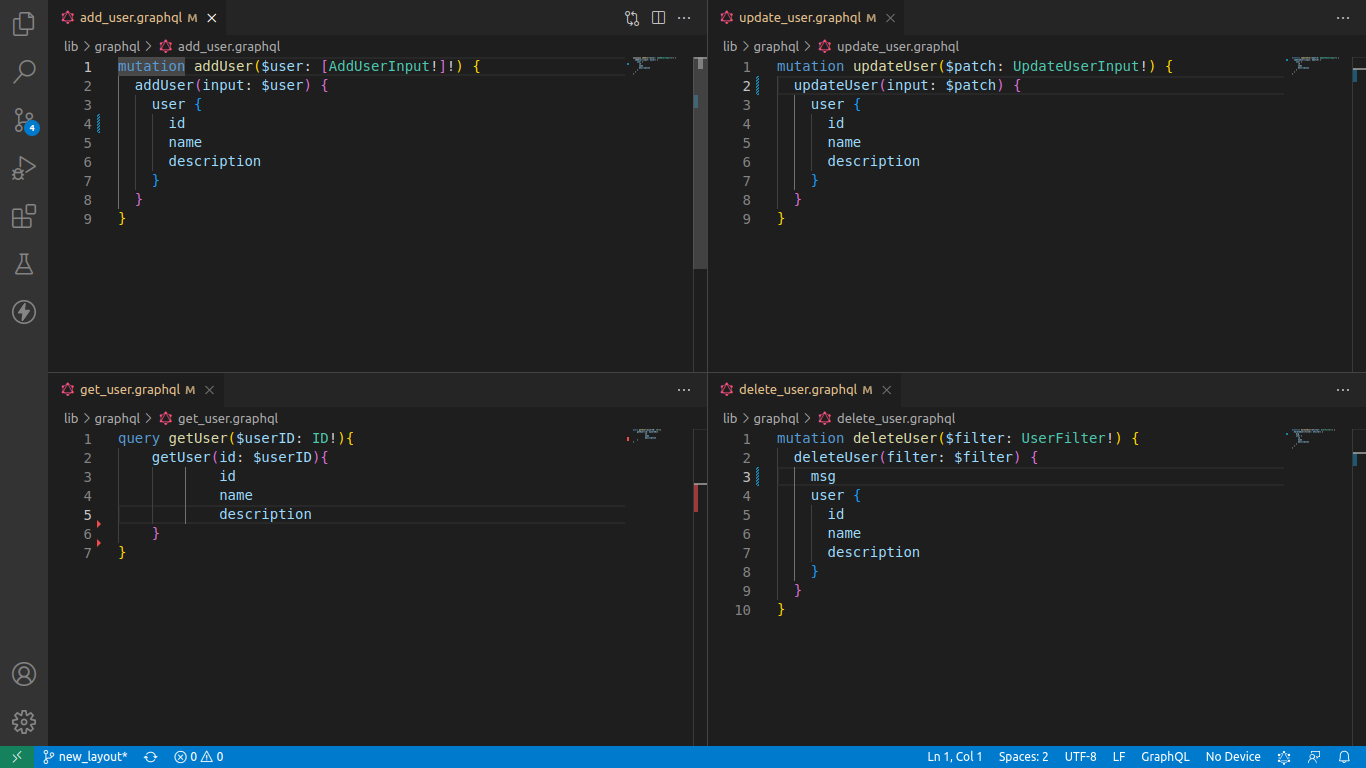 add_user.graphql M
lib > graphql > add_user.graphql
1 mutation addUser($user: [AddUserInput!]!) {
2 addUser(input: $user) {
3 user {
4 id
5 name
6 description
7 }
8 }
9 }
update_user.graphql M
lib > graphql > update_user.graphql
1 mutation updateUser($patch: UpdateUserInput!) {
2 updateUser(input: $patch) {
3 user {
4 id
5 name
6 description
7 }
8 }
9 }
get_user.graphql M
lib > graphql > get_user.graphql
1 query getUser($userID: ID!){
2 getUser(id: $userID){
3 id
4 name
5 description
6 }
7 }
delete_user.graphql M
lib > graphql > delete_user.graphql
1 mutation deleteUser($filter: UserFilter!) {
2 deleteUser(filter: $filter) {
3 msg
4 user {
5 id
6 name
7 description
8 }
9 }
10 }
4
new_layout* 0 0 Ln 1, Col 1 Spaces: 2 UTF-8 LF GraphQL No Device